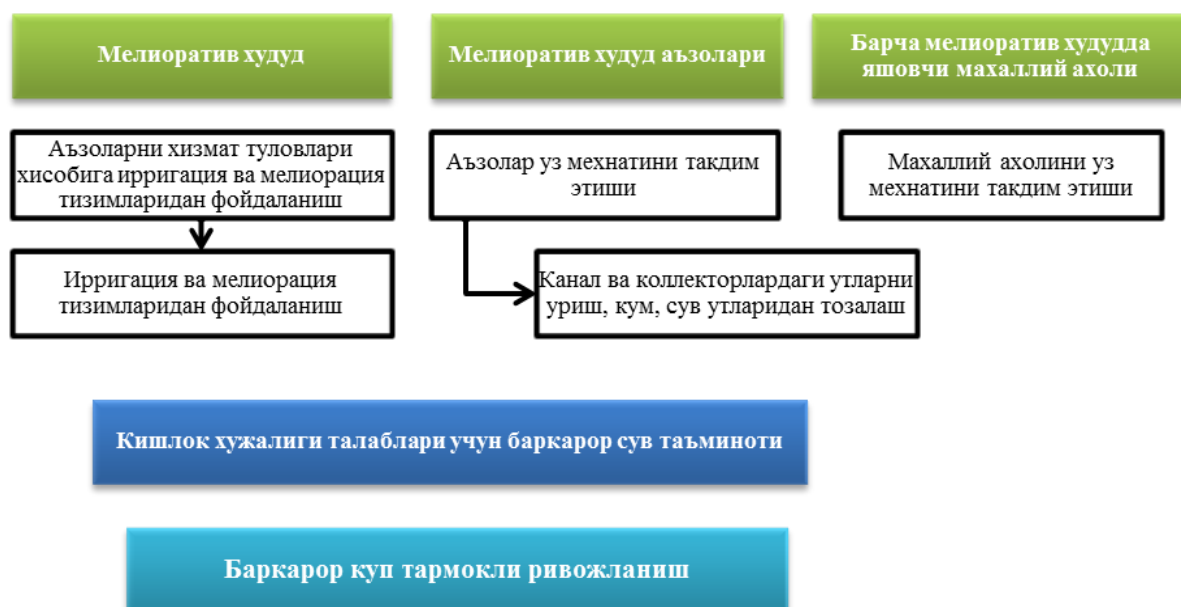 Мелиоратив худуд
Мелиоратив худуд аъзолари
Барча мелиоратив худудда
яшовчи махаллий ахоли
Аъзоларни хизмат туловлари
хисобига ирригация ва мелиорация
тизимларидан фойдаланиш
Аъзолар уз мехнатини такдим
этиши
Махаллий ахолини уз
мехнатини такдим этиши
Ирригация ва мелиорация
тизимларидан фойдаланиш
Канал ва коллекторлардаги утларни
уриш, кум, сув утларидан тозалаш
Кишлок хужалиги талаблари учун баркарор сув таъминоти
Баркарор куп тармокли ривожланиш